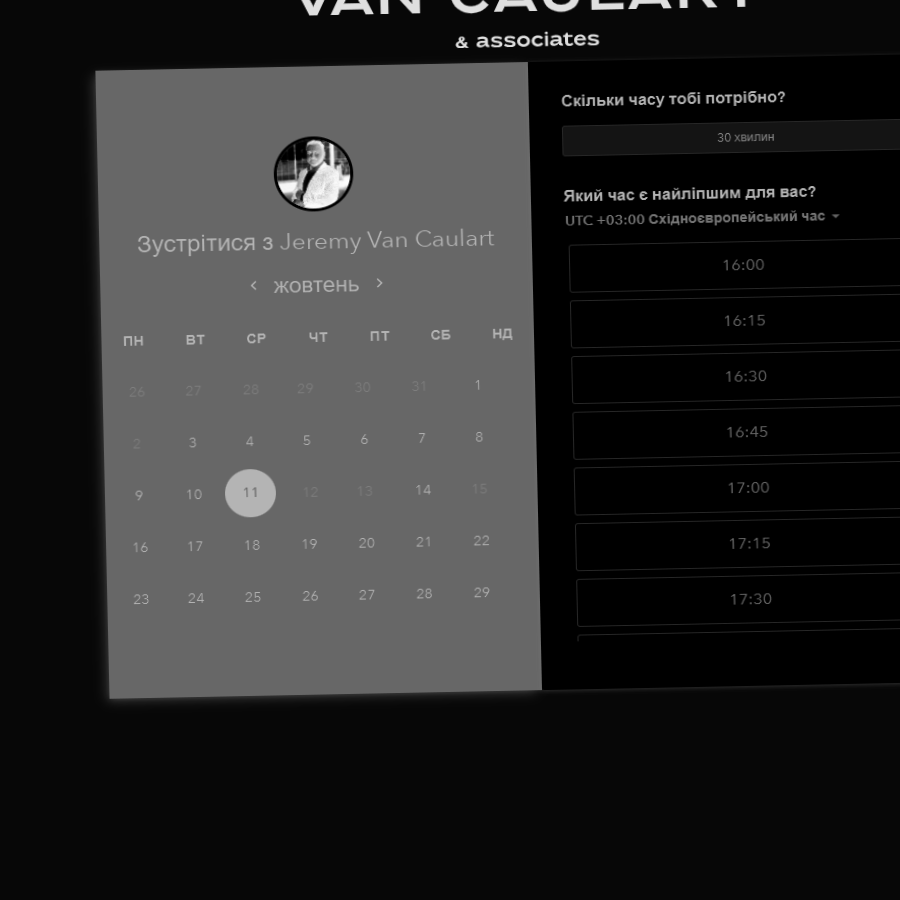 VAN CAULART
& associates
Зустрітися з Jeremy Van Caulart
жовтень
ПН ВТ СР ЧТ ПТ СБ НД
26 27 28 29 30 31 1
2 3 4 5 6 7 8
9 10 11 12 13 14 15
16 17 18 19 20 21 22
23 24 25 26 27 28 29
Скільки часу тобі потрібно?
30 хвилин
Який час є найліпшим для вас?
UTC +03:00 Східноєвропейський час
16:00
16:15
16:30
16:45
17:00
17:15
17:30